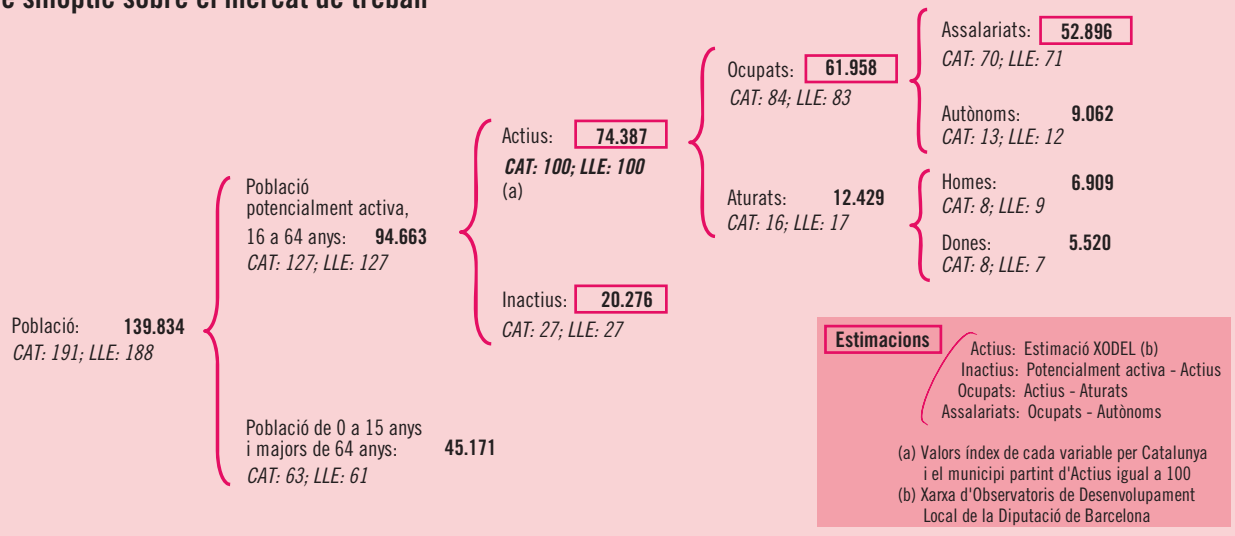 e sinòptic sobre el mercat de treball
Població: 139.834
CAT: 191; LLE: 188
Població
potencialment activa,
16 a 64 anys: 94.663
CAT: 127; LLE: 127
Població de 0 a 15 anys
i majors de 64 anys: 45.171
CAT: 63; LLE: 61
Actius: 74.387
CAT: 100; LLE: 100
(a)
Inactius: 20.276
CAT: 27; LLE: 27
Ocupats: 61.958
CAT: 84; LLE: 83
Aturats: 12.429
CAT: 16; LLE: 17
Assalariats: 52.896
CAT: 70; LLE: 71
Autònoms: 9.062
CAT: 13; LLE: 12
Homes: 6.909
CAT: 8; LLE: 9
Dones: 5.520
CAT: 8; LLE: 7
Estimacions
Actius: Estimació XODEL (b)
Inactius: Potencialment activa - Actius
Ocupats: Actius - Aturats
Assalariats: Ocupats - Autònoms
(a) Valors índex de cada variable per Catalunya
i el municipi partint d'Actius igual a 100
(b) Xarxa d'Observatoris de Desenvolupament
Local de la Diputació de Barcelona